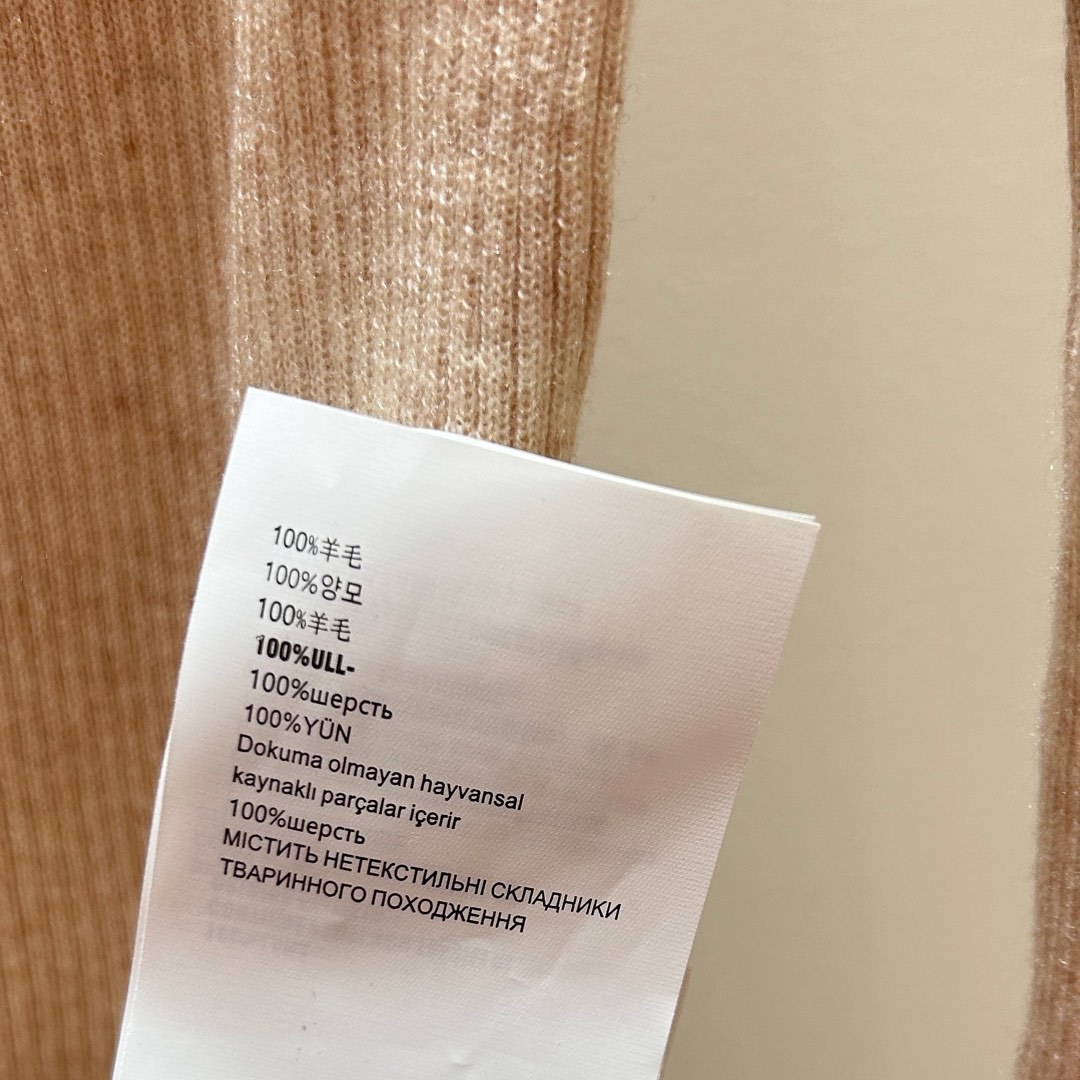 100%羊毛
100%양모
100%羊毛
100%ULL-
100%шерсть
100%YÜN
Dokuma olmayan hayvansal
kaynaklı parçalar içerir
100%шерсть
МІСТИТЬ НЕТЕКСТИЛЬНІ СКЛАДНИКИ
ТВАРИННОГО ПОХОДЖЕННЯ